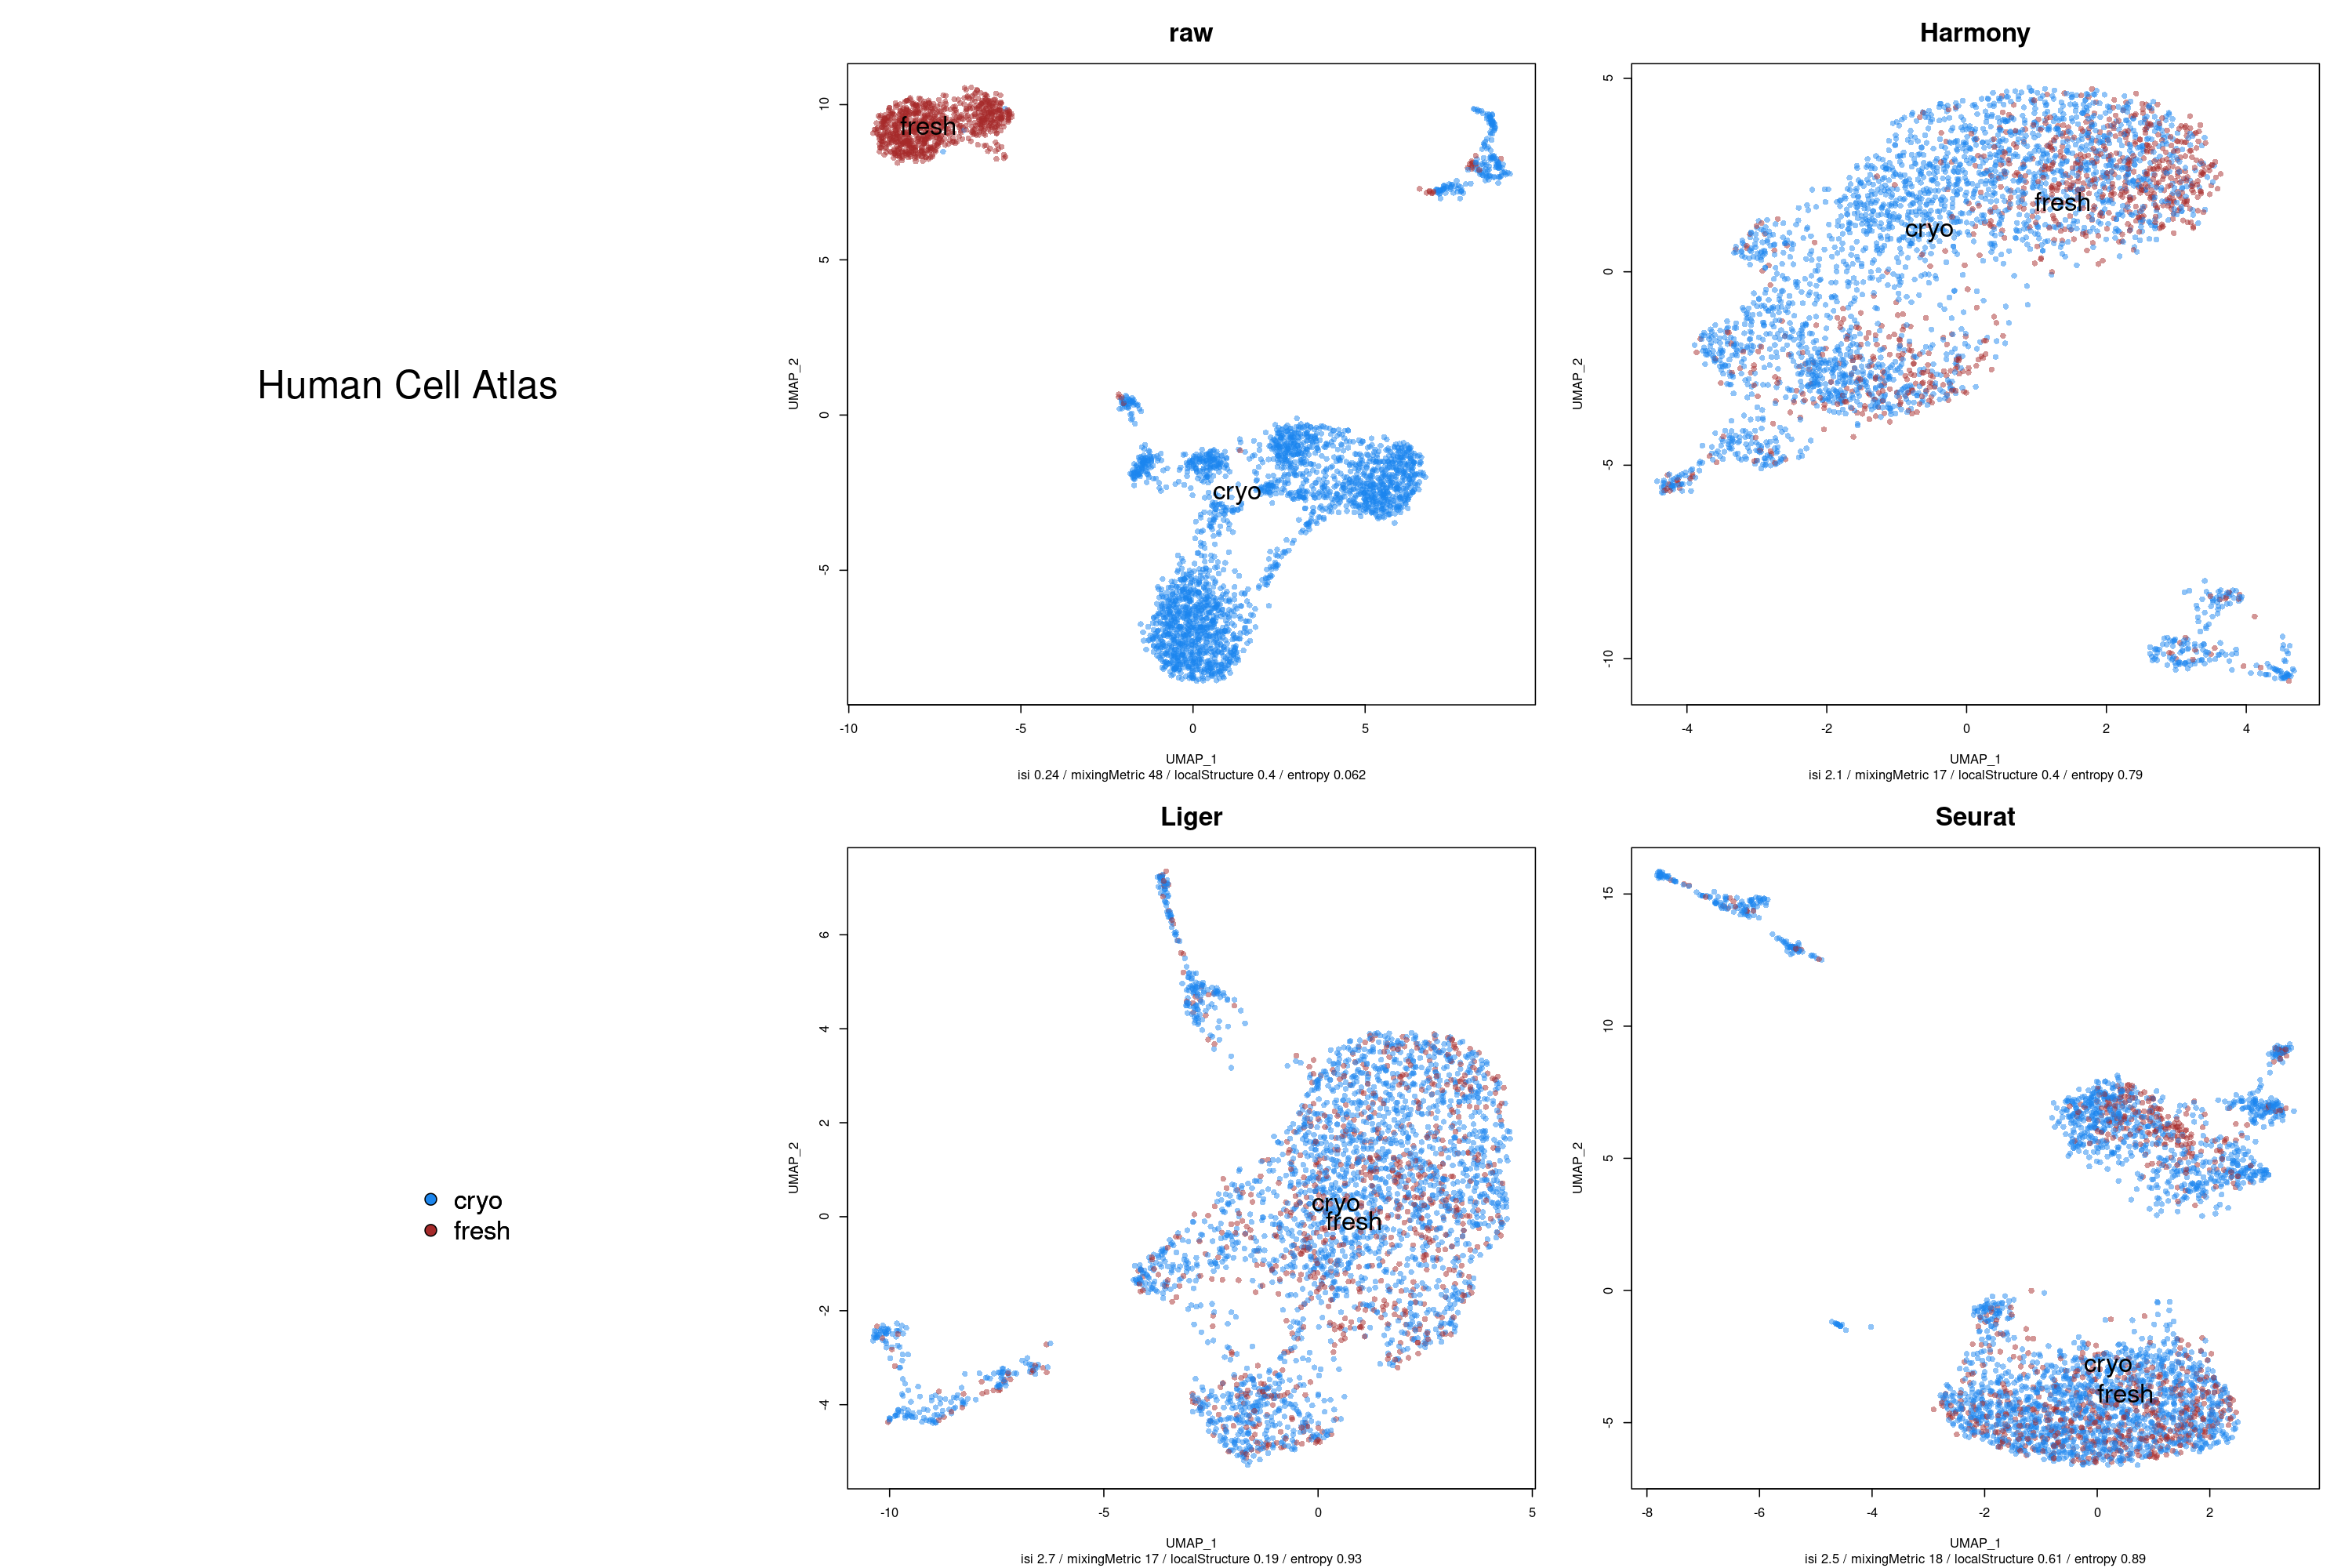 Human Cell Atlas
cryo
fresh
raw
fresh
cryo
10
5
0
-5
UMAP_2
-10
-5
0
5
UMAP_1
isi 0.24 / mixingMetric 48 / localStructure 0.4 / entropy 0.062
Harmony
fresh
cryo
5
0
-5
-10
UMAP_2
-4
-2
0
2
4
UMAP_1
isi 2.1 / mixingMetric 17 / localStructure 0.4 / entropy 0.79
Liger
cryo
fresh
6
4
2
0
-2
-4
UMAP_2
-10
-5
0
5
UMAP_1
isi 2.7 / mixingMetric 17 / localStructure 0.19 / entropy 0.93
Seurat
cryo
fresh
15
10
5
0
-5
UMAP_2
-8
-6
-4
-2
0
2
UMAP_1
isi 2.5 / mixingMetric 18 / localStructure 0.61 / entropy 0.89